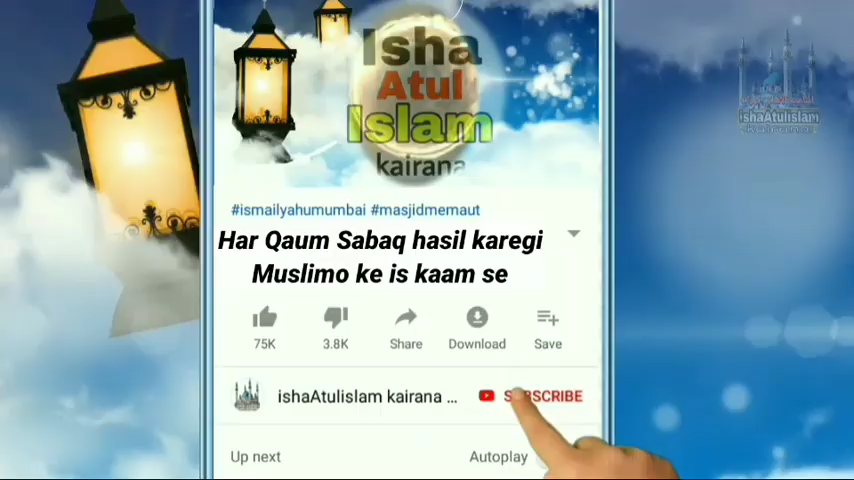 Isha
Atul
Islam
kairana
ishaAtulislam
#ismailyahumumbai #masjidmemaut
Har Qaum Sabaq hasil karegi
Muslimo ke is kaam se
75K
3.8K
Share
Download
Save
ishaAtulislam kairana ...
SUBSCRIBE
Up next
Autoplay